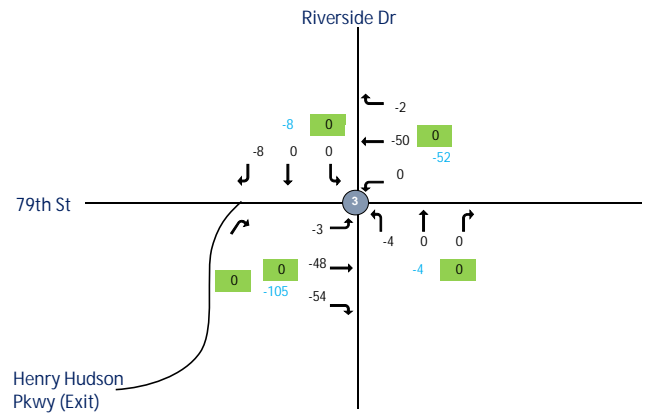 Riverside Dr
-2
-8 0
-50 0
-8 0 0
-52
0
79th St
3
-3
-4 0 0
-48
0
-4 0
0
-105
-54
Henry Hudson
Pkwy (Exit)